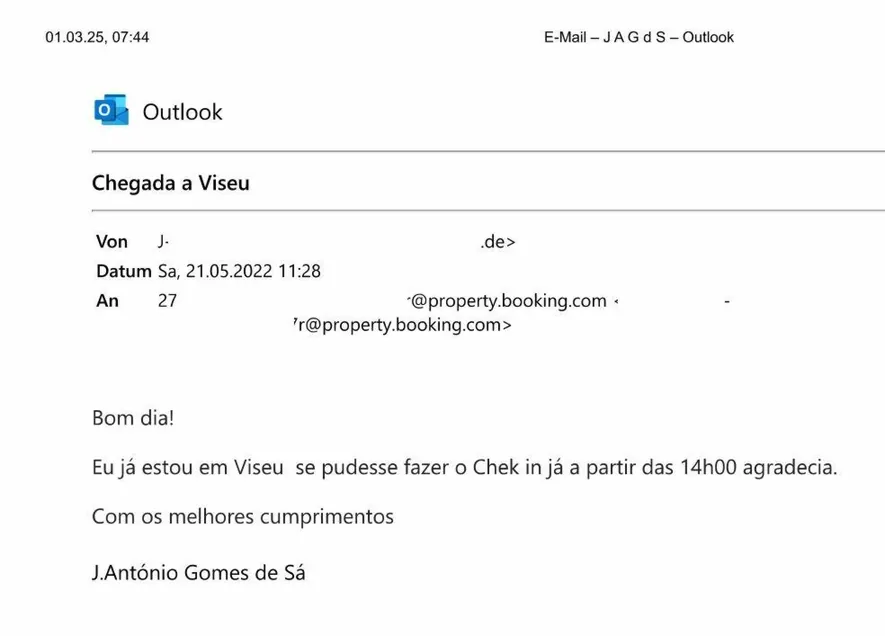 01.03.25, 07:44 E-Mail – J A G d S – Outlook
Outlook
Chegada a Viseu
Von J- .de>
Datum Sa, 21.05.2022 11:28
An 27 r@property.booking.com < -
7r@property.booking.com>
Bom dia!
Eu já estou em Viseu se pudesse fazer o Chek in já a partir das 14h00 agradecia.
Com os melhores cumprimentos
J.António Gomes de Sá